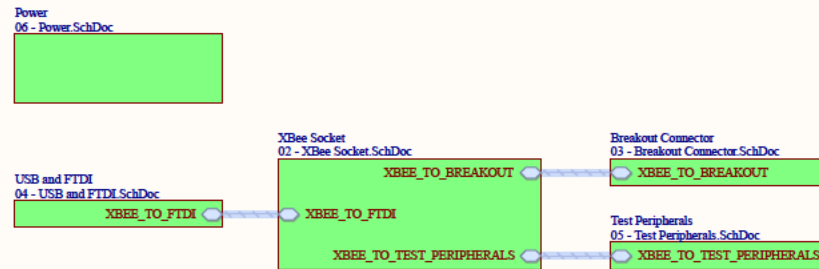 Power
06 - Power.SchDoc
XBee Socket
02 - XBee Socket.SchDoc
XBEE_TO_BREAKOUT
XBEE_TO_FTDI
XBEE_TO_TEST_PERIPHERALS
Breakout Connector
03 - Breakout Connector.SchDoc
XBEE_TO_BREAKOUT
USB and FTDI
04 - USB and FTDI.SchDoc
XBEE_TO_FTDI
Test Peripherals
05 - Test Peripherals.SchDoc
XBEE_TO_TEST_PERIPHERALS